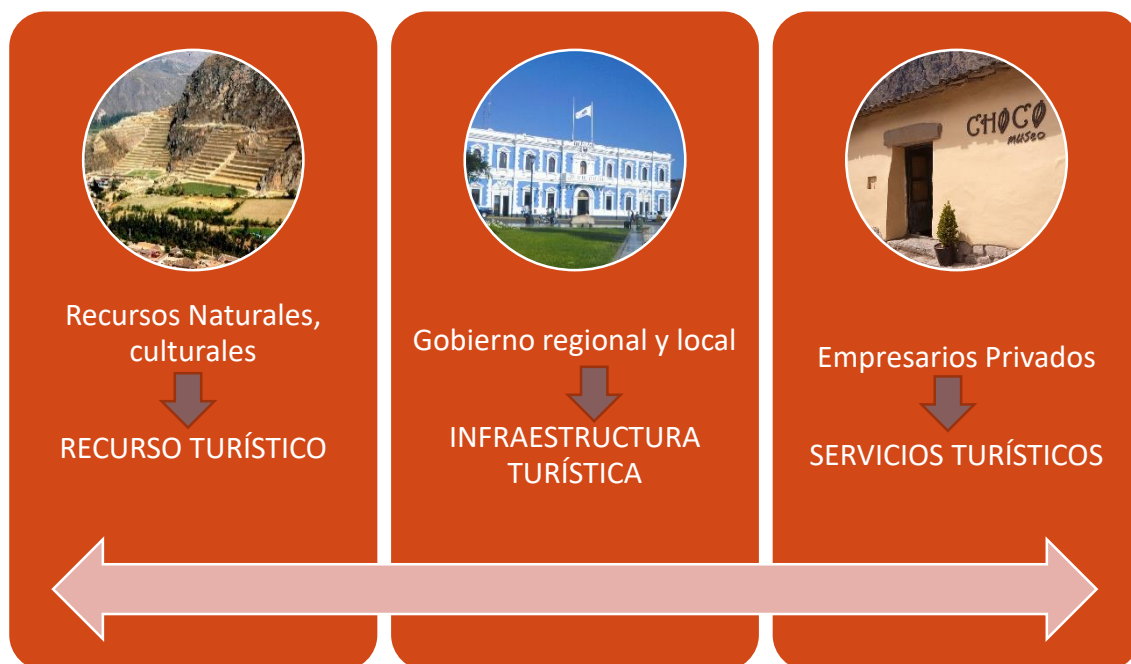 CHOCO
museo
Recursos Naturales,
culturales
RECURSO TURÍSTICO
Gobierno regional y local
INFRAESTRUCTURA
TURÍSTICA
Empresarios Privados
SERVICIOS TURÍSTICOS